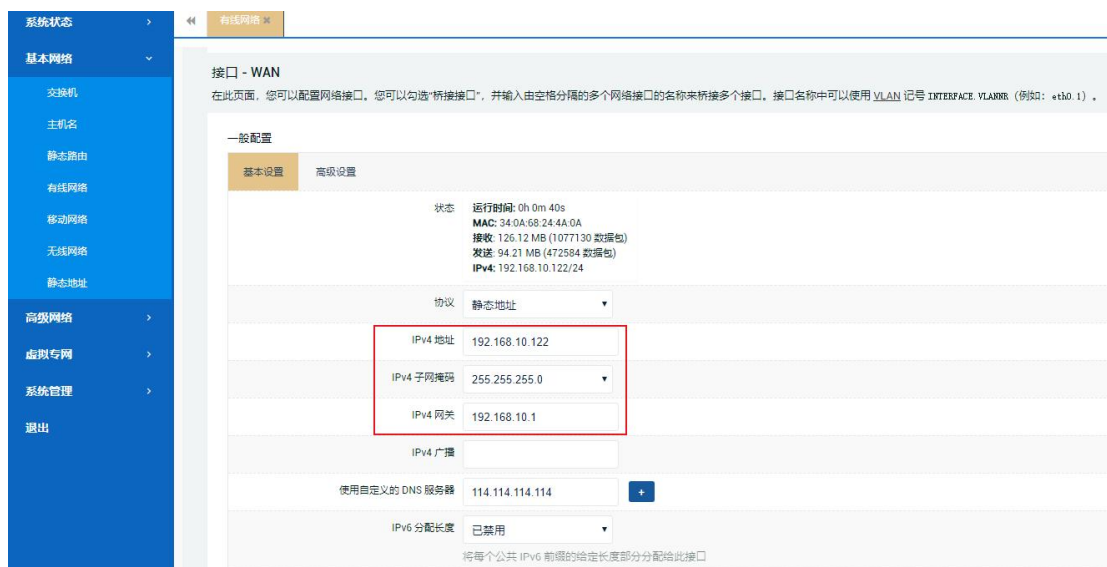 系统状态
有线网络
基本网络
交换机
主机名
静态路由
有线网络
移动网络
无线网络
静态地址
高级网络
虚拟专网
系统管理
退出
接口 - WAN
在此页面，您可以配置网络接口。您可以勾选“桥接接口”，并输入由空格分隔的多个网络接口的名称来桥接多个接口。接口名称中可以使用 VLAN 记号 INTERFACE.VLANNR（例如：eth0.1）。
一般配置
基本设置 高级设置
状态 运行时间: 0h 0m 40s
MAC: 34:0A:68:24:4A:0A
接收: 126.12 MB (1077130 数据包)
发送: 94.21 MB (472584 数据包)
IPv4: 192.168.10.122/24
协议 静态地址
IPv4 地址 192.168.10.122
IPv4 子网掩码 255.255.255.0
IPv4 网关 192.168.10.1
IPv4 广播
使用自定义的 DNS 服务器 114.114.114.114 +
IPv6 分配长度 已禁用
将每个公共 IPv6 前缀的给定长度部分分配给此接口